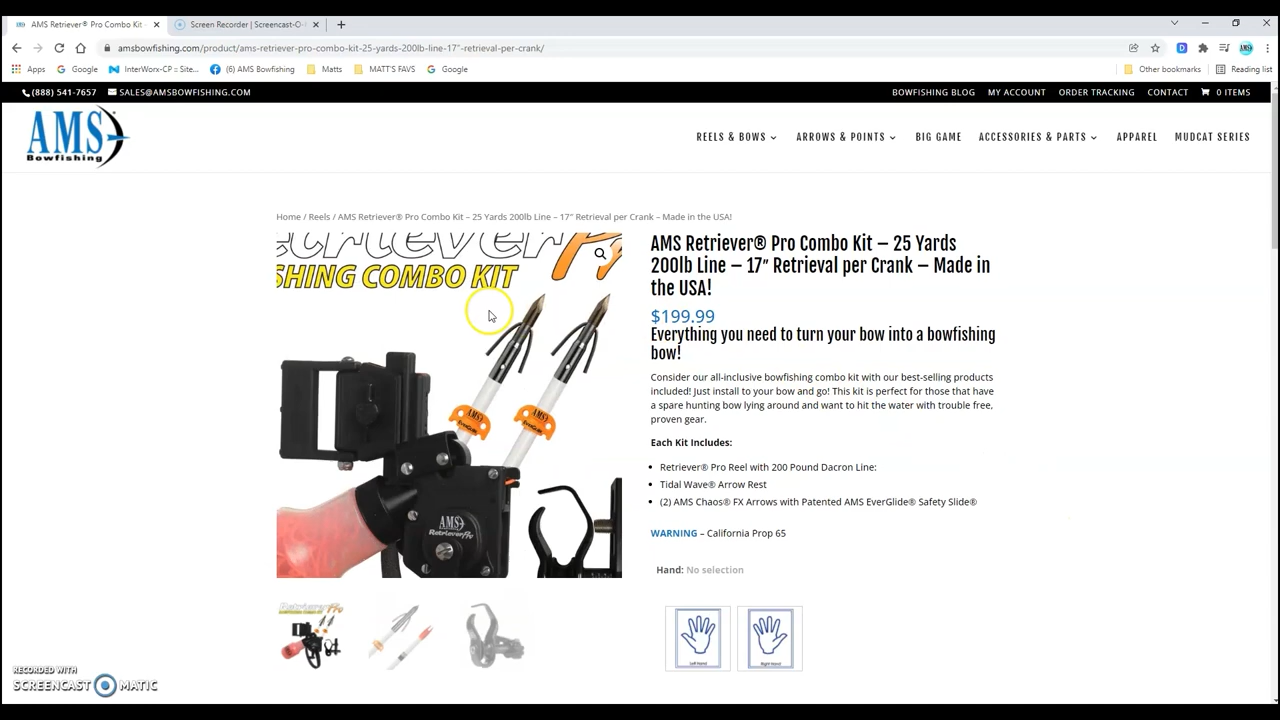 AMS Retriever® Pro Combo Kit -
Screen Recorder | Screencast-O-
amsbowfishing.com/product/ams-retriever-pro-combo-kit-25-yards-200lb-line-17"-retrieval-per-crank/
Apps
Google
InterWorx-CP :: Site...
(6) AMS Bowfishing
Matts
MATT'S FAVS
Google
Other bookmarks
Reading list
(888) 541-7657
SALES@AMSBOWFISHING.COM
BOWFISHING BLOG
MY ACCOUNT
ORDER TRACKING
CONTACT
0 ITEMS
AMS
Bowfishing
REELS & BOWS
ARROWS & POINTS
BIG GAME
ACCESSORIES & PARTS
APPAREL
MUDCAT SERIES
Home / Reels / AMS Retriever® Pro Combo Kit – 25 Yards 200lb Line – 17″ Retrieval per Crank – Made in the USA!
etriever Pr
SHING COMBO KIT
AMS
AMS
AMS
RetrieverPro
AMS Retriever® Pro Combo Kit – 25 Yards
200lb Line – 17″ Retrieval per Crank – Made in
the USA!
$199.99
Everything you need to turn your bow into a bowfishing
bow!
Consider our all-inclusive bowfishing combo kit with our best-selling products
included! Just install to your bow and go! This kit is perfect for those that have
a spare hunting bow lying around and want to hit the water with trouble free,
proven gear.
Each Kit Includes:
Retriever® Pro Reel with 200 Pound Dacron Line:
Tidal Wave® Arrow Rest
(2) AMS Chaos® FX Arrows with Patented AMS EverGlide® Safety Slide®
WARNING – California Prop 65
Hand: No selection
Left Hand
Right Hand
RECORDED WITH
SCREENCAST MATIC